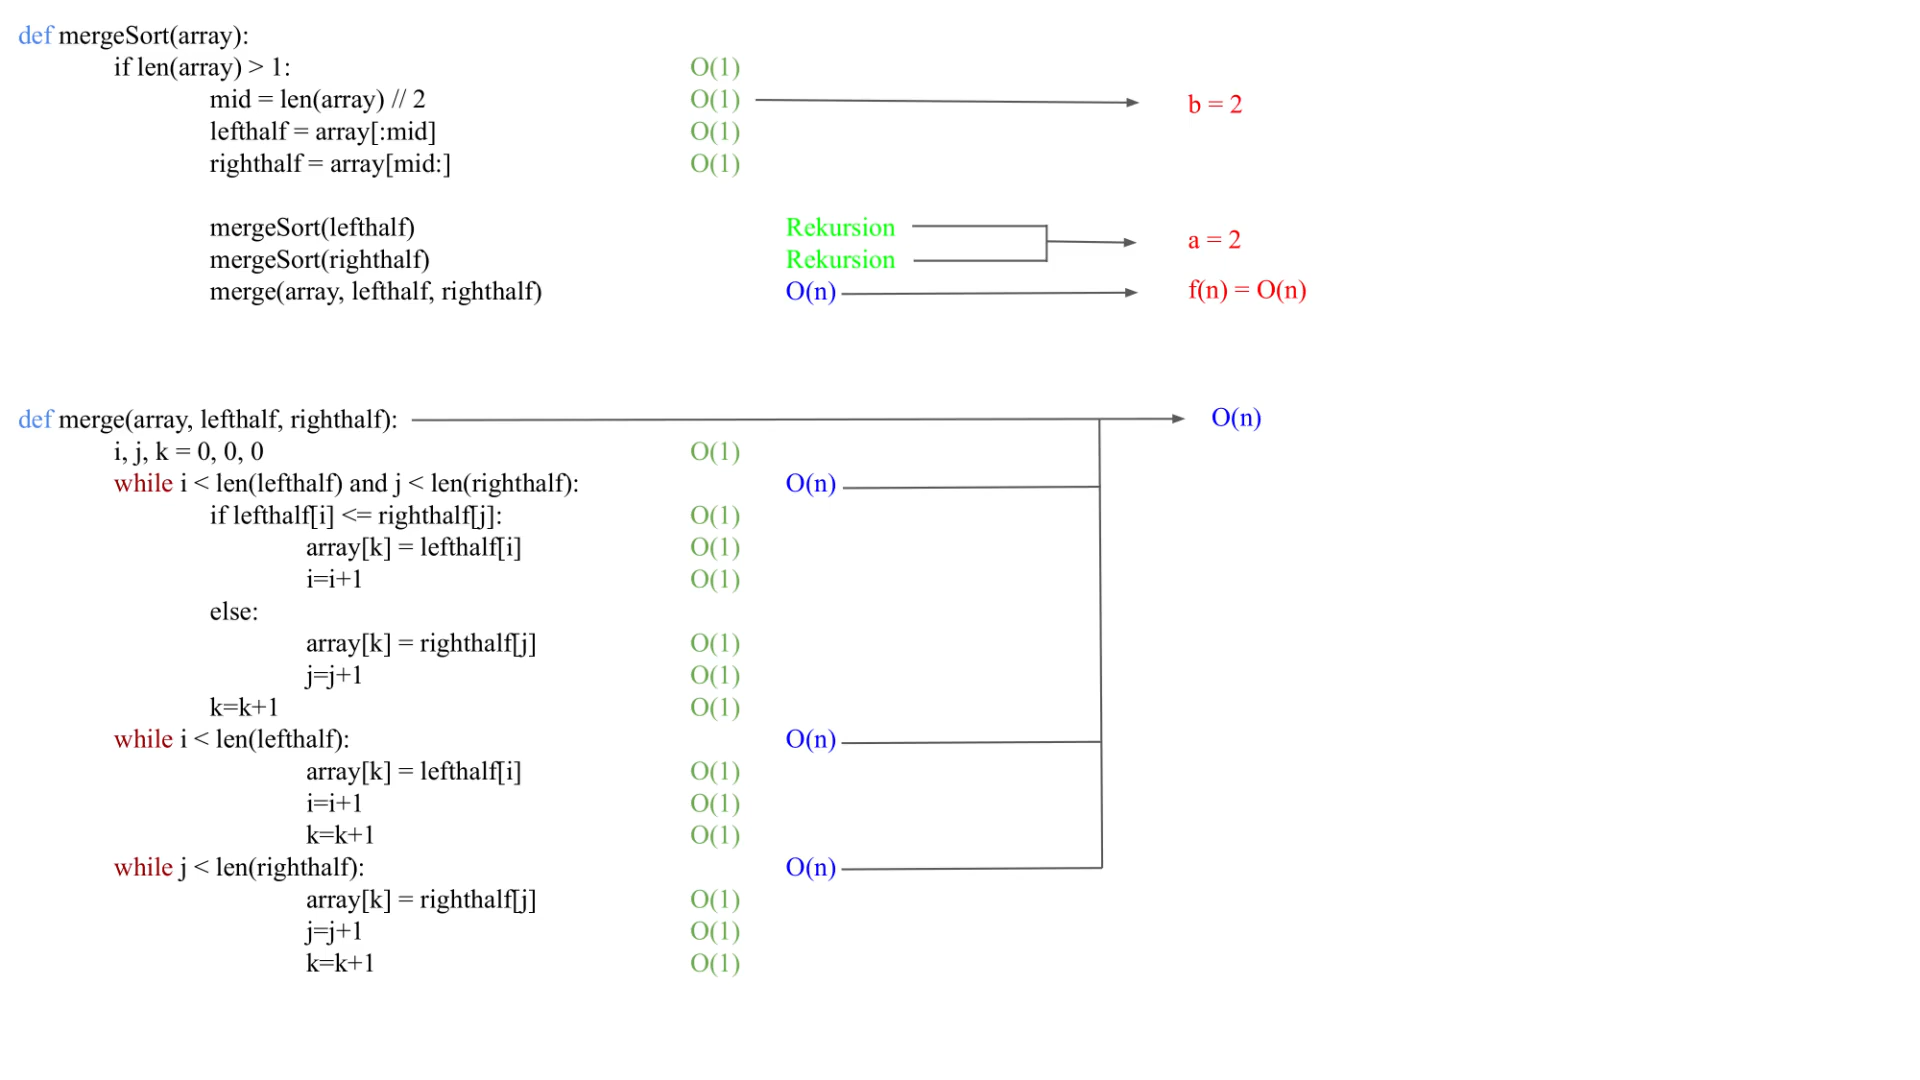 def mergeSort(array):
if len(array) > 1: O(1)
mid = len(array) // 2 O(1) b = 2
lefthalf = array[:mid] O(1)
righthalf = array[mid:] O(1)
mergeSort(lefthalf) Rekursion
a = 2
mergeSort(righthalf) Rekursion
merge(array, lefthalf, righthalf) O(n) f(n) = O(n)
def merge(array, lefthalf, righthalf): O(n)
i, j, k = 0, 0, 0 O(1)
while i < len(lefthalf) and j < len(righthalf): O(n)
if lefthalf[i] <= righthalf[j]: O(1)
array[k] = lefthalf[i] O(1)
i=i+1 O(1)
else:
array[k] = righthalf[j] O(1)
j=j+1 O(1)
k=k+1 O(1)
while i < len(lefthalf): O(n)
array[k] = lefthalf[i] O(1)
i=i+1 O(1)
k=k+1 O(1)
while j < len(righthalf): O(n)
array[k] = righthalf[j] O(1)
j=j+1 O(1)
k=k+1 O(1)